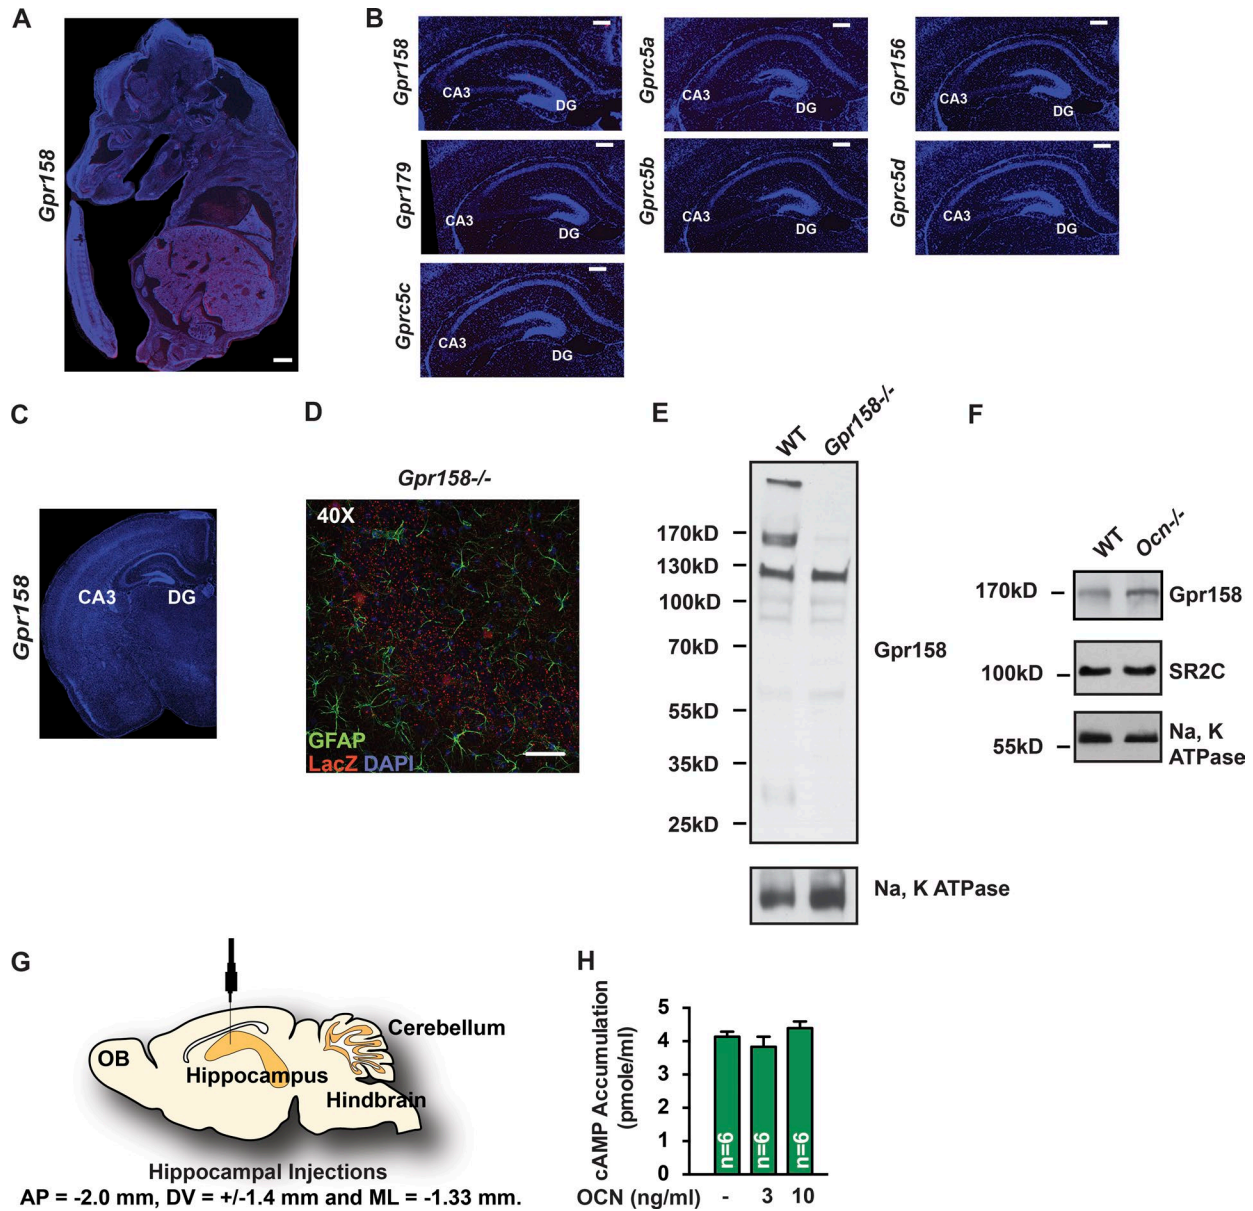 A
Gpr158
B
Gpr158
CA3
DG
Gprc5a
CA3
DG
Gpr156
CA3
DG
Gpr179
CA3
DG
Gprc5b
CA3
DG
Gprc5d
CA3
DG
Gprc5c
CA3
DG
C
Gpr158
CA3
DG
D
Gpr158-/-
40X
GFAP
LacZ DAPI
E
WT
Gpr158-/-
170kD
130kD
100kD
70kD
55kD
35kD
25kD
Gpr158
Na, K ATPase
F
WT
Ocn-/-
170kD
Gpr158
100kD
SR2C
55kD
Na, K
ATPase
G
OB
Hippocampus
Cerebellum
Hindbrain
Hippocampal Injections
AP = -2.0 mm, DV = +/-1.4 mm and ML = -1.33 mm.
H
cAMP Accumulation
(pmole/ml)
5
4
3
2
1
0
n=6
n=6
n=6
OCN (ng/ml)
-
3
10